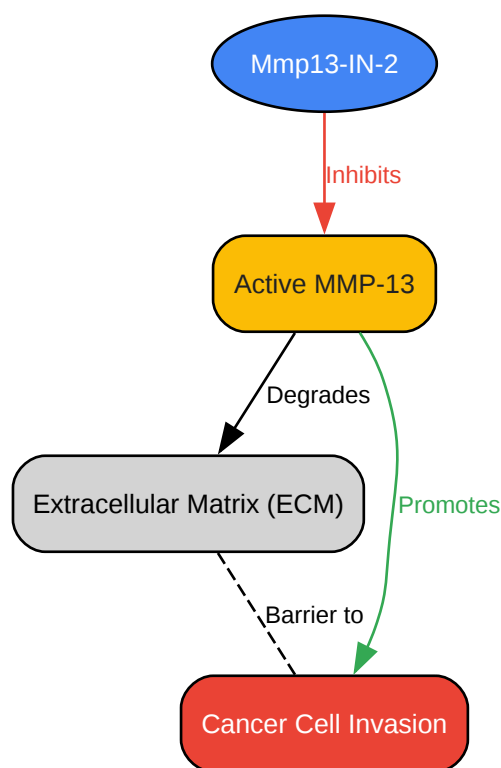 Mmp13-IN-2
Inhibits
Active MMP-13
Degrades
Extracellular Matrix (ECM)
Promotes
Barrier to
Cancer Cell Invasion